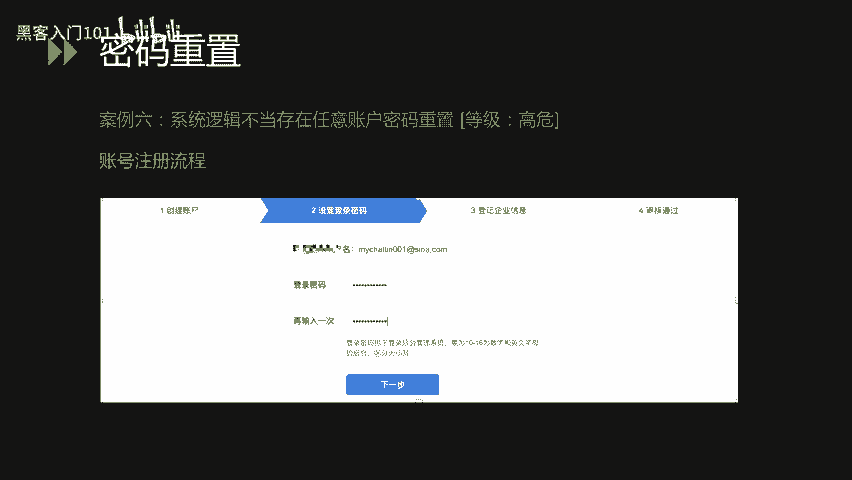 黑客入门101
密码重置
案例六：系统逻辑不当存在任意账户密码重置 [等级：高危]
账号注册流程
1 创建账户
2 设置登录密码
3 登记企业信息
4 审核通过
名：mychaitin001@sina.com
登录密码
再输入一次
下一步